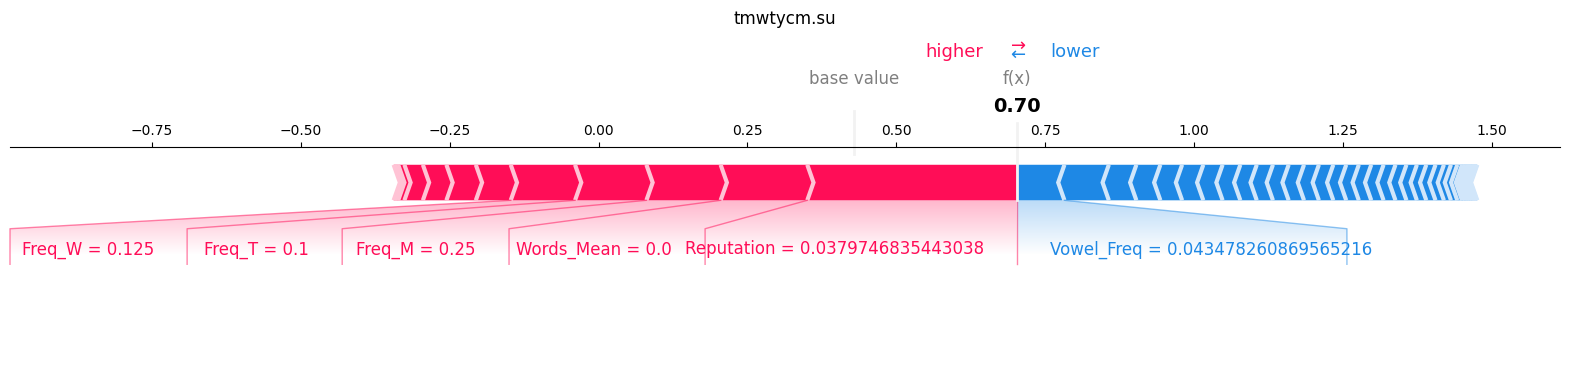 tmwtycm.su
higher ⇄ lower
base value f(x)
0.70
−0.75 −0.50 −0.25 0.00 0.25 0.50 0.75 1.00 1.25 1.50
Freq_W = 0.125 Freq_T = 0.1 Freq_M = 0.25 Words_Mean = 0.0 Reputation = 0.0379746835443038 Vowel_Freq = 0.043478260869565216